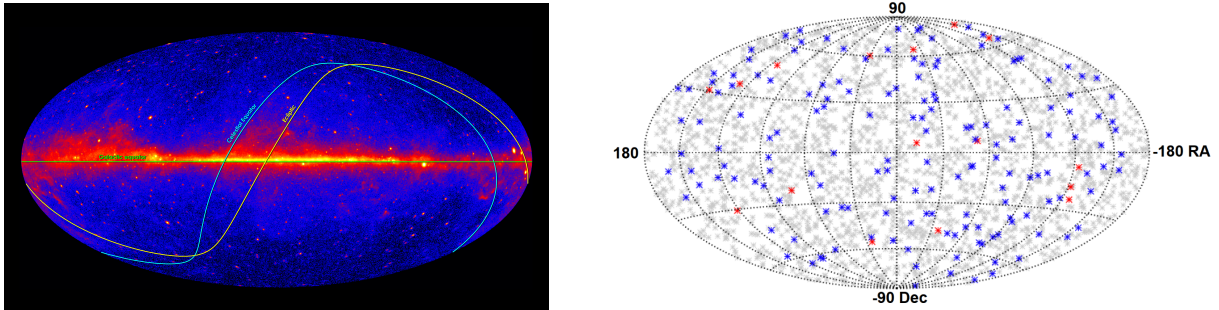 Celestial Equator
Ecliptic
Galactic Equator
90
180
-180 RA
-90 Dec